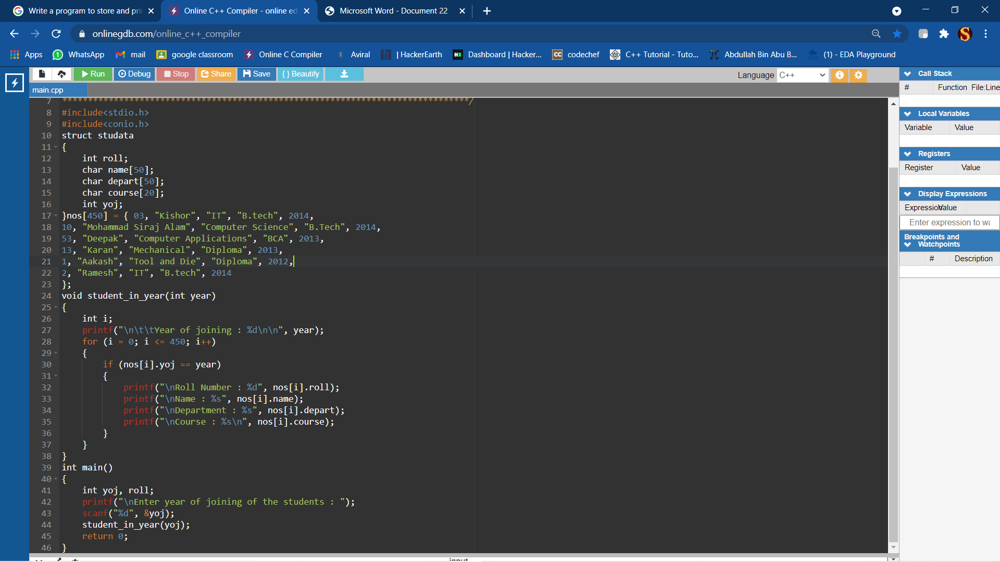 Write a program to store and pri
Online C++ Compiler - online ed
Microsoft Word - Document 22
onlinegdb.com/online_c++_compiler
Apps
WhatsApp
mail
google classroom
Online C Compiler
Aviral
| HackerEarth
Dashboard | Hacker...
codechef
C++ Tutorial - Tuto...
Abdullah Bin Abu B...
(1) - EDA Playground
Run
Debug
Stop
Share
Save
{ } Beautify
Language C++
main.cpp
7 *******************************************************************************/
8 #include<stdio.h>
9 #include<conio.h>
10 struct studata
11 {
12 int roll;
13 char name[50];
14 char depart[50];
15 char course[20];
16 int yoj;
17 }nos[450] = { 03, "Kishor", "IT", "B.tech", 2014,
18 10, "Mohammad Siraj Alam", "Computer Science", "B.Tech", 2014,
19 53, "Deepak", "Computer Applications", "BCA", 2013,
20 13, "Karan", "Mechanical", "Diploma", 2013,
21 1, "Aakash", "Tool and Die", "Diploma", 2012,
22 2, "Ramesh", "IT", "B.tech", 2014
23 };
24 void student_in_year(int year)
25 {
26 int i;
27 printf("\n\t\tYear of joining : %d\n\n", year);
28 for (i = 0; i <= 450; i++)
29 {
30 if (nos[i].yoj == year)
31 {
32 printf("\nRoll Number : %d", nos[i].roll);
33 printf("\nName : %s", nos[i].name);
34 printf("\nDepartment : %s", nos[i].depart);
35 printf("\nCourse : %s\n", nos[i].course);
36 }
37 }
38 }
39 int main()
40 {
41 int yoj, roll;
42 printf("\nEnter year of joining of the students : ");
43 scanf("%d", &yoj);
44 student_in_year(yoj);
45 return 0;
46 }
input
Call Stack
# Function File:Line
Local Variables
Variable Value
Registers
Register Value
Display Expressions
Expression Value
Enter expression to wa
Breakpoints and
Watchpoints
# Description